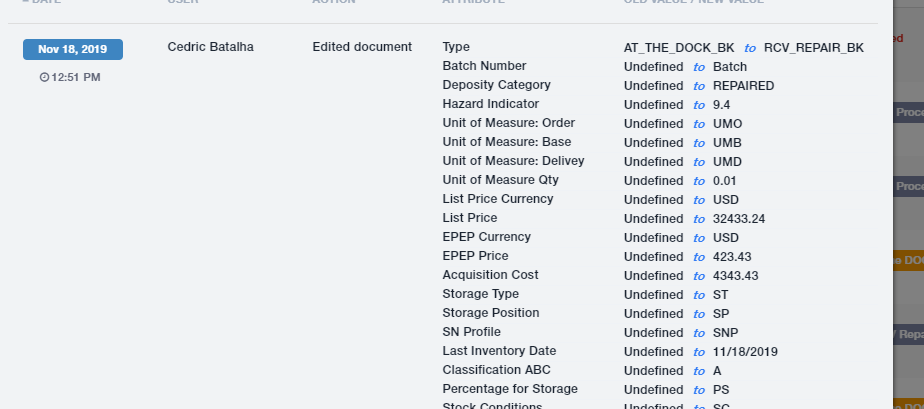 DATE USER ACTION ATTRIBUTE OLD VALUE / NEW VALUE
Nov 18, 2019 Cedric Batalha Edited document Type AT_THE_DOCK_BK to RCV_REPAIR_BK
12:51 PM
Batch Number Undefined to Batch
Deposity Category Undefined to REPAIRED
Hazard Indicator Undefined to 9.4
Unit of Measure: Order Undefined to UMO
Unit of Measure: Base Undefined to UMB
Unit of Measure: Delivey Undefined to UMD
Unit of Measure Qty Undefined to 0.01
List Price Currency Undefined to USD
List Price Undefined to 32433.24
EPEP Currency Undefined to USD
EPEP Price Undefined to 423.43
Acquisition Cost Undefined to 4343.43
Storage Type Undefined to ST
Storage Position Undefined to SP
SN Profile Undefined to SNP
Last Inventory Date Undefined to 11/18/2019
Classification ABC Undefined to A
Percentage for Storage Undefined to PS
Stock Conditions Undefined to SC
ed
Proce
Proce
e DO
/ Repa
e DO